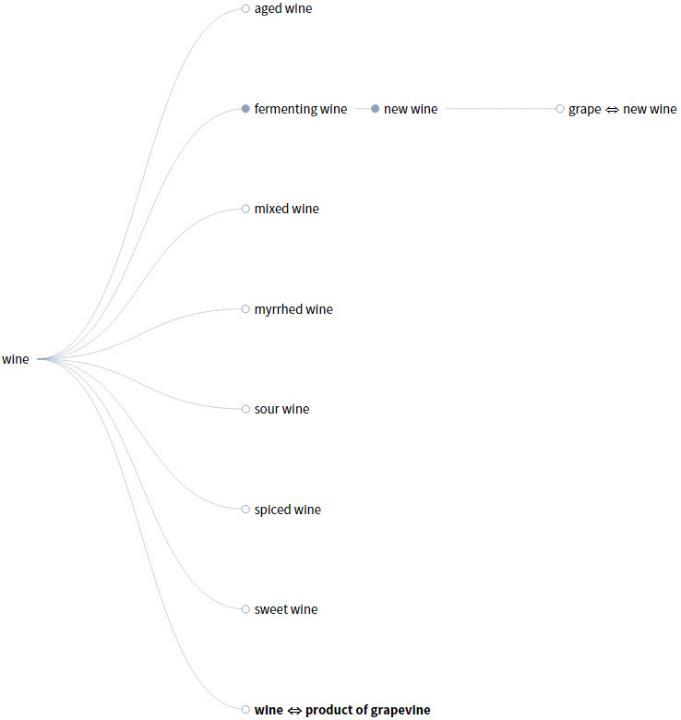 aged wine
fermenting wine new wine grape ⇔ new wine
mixed wine
myrrhed wine
wine
sour wine
spiced wine
sweet wine
wine ⇔ product of grapevine